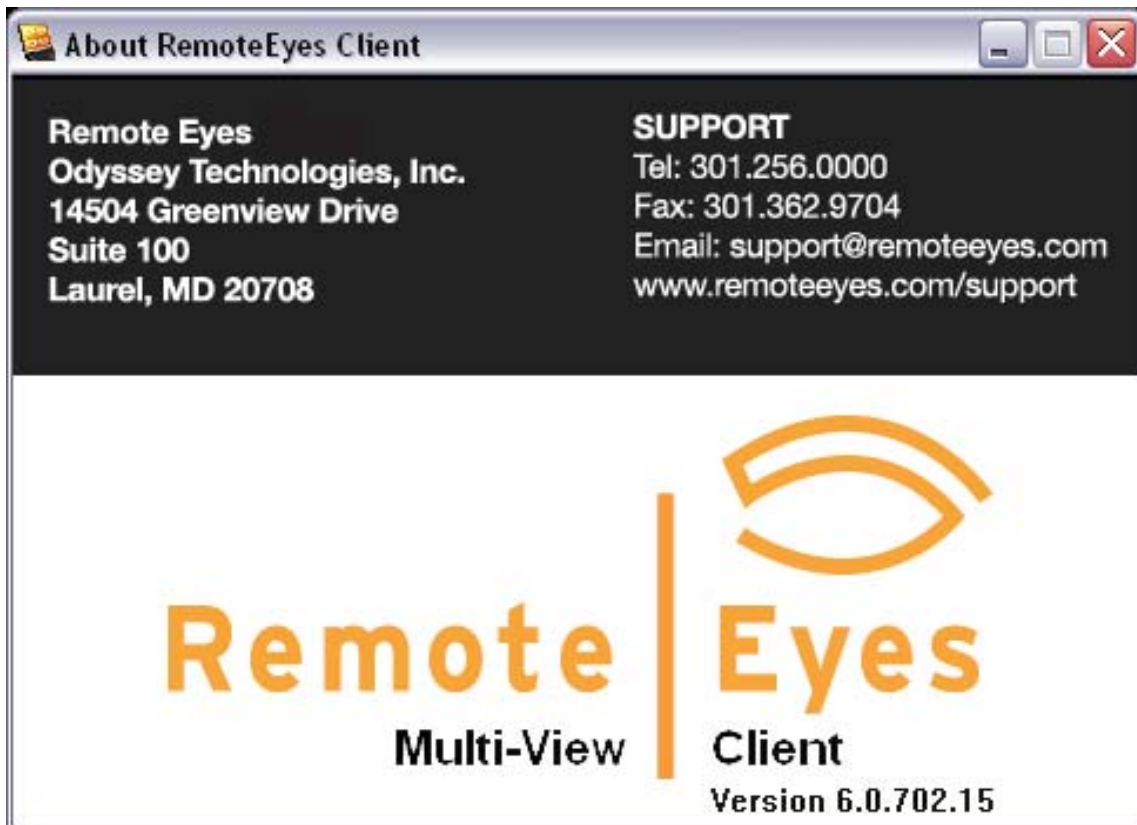 About RemoteEyes Client
Remote Eyes
Odyssey Technologies, Inc.
14504 Greenview Drive
Suite 100
Laurel, MD 20708
SUPPORT
Tel: 301.256.0000
Fax: 301.362.9704
Email: support@remoteeyes.com
www.remoteeyes.com/support
Remote Eyes
Multi-View Client
Version 6.0.702.15